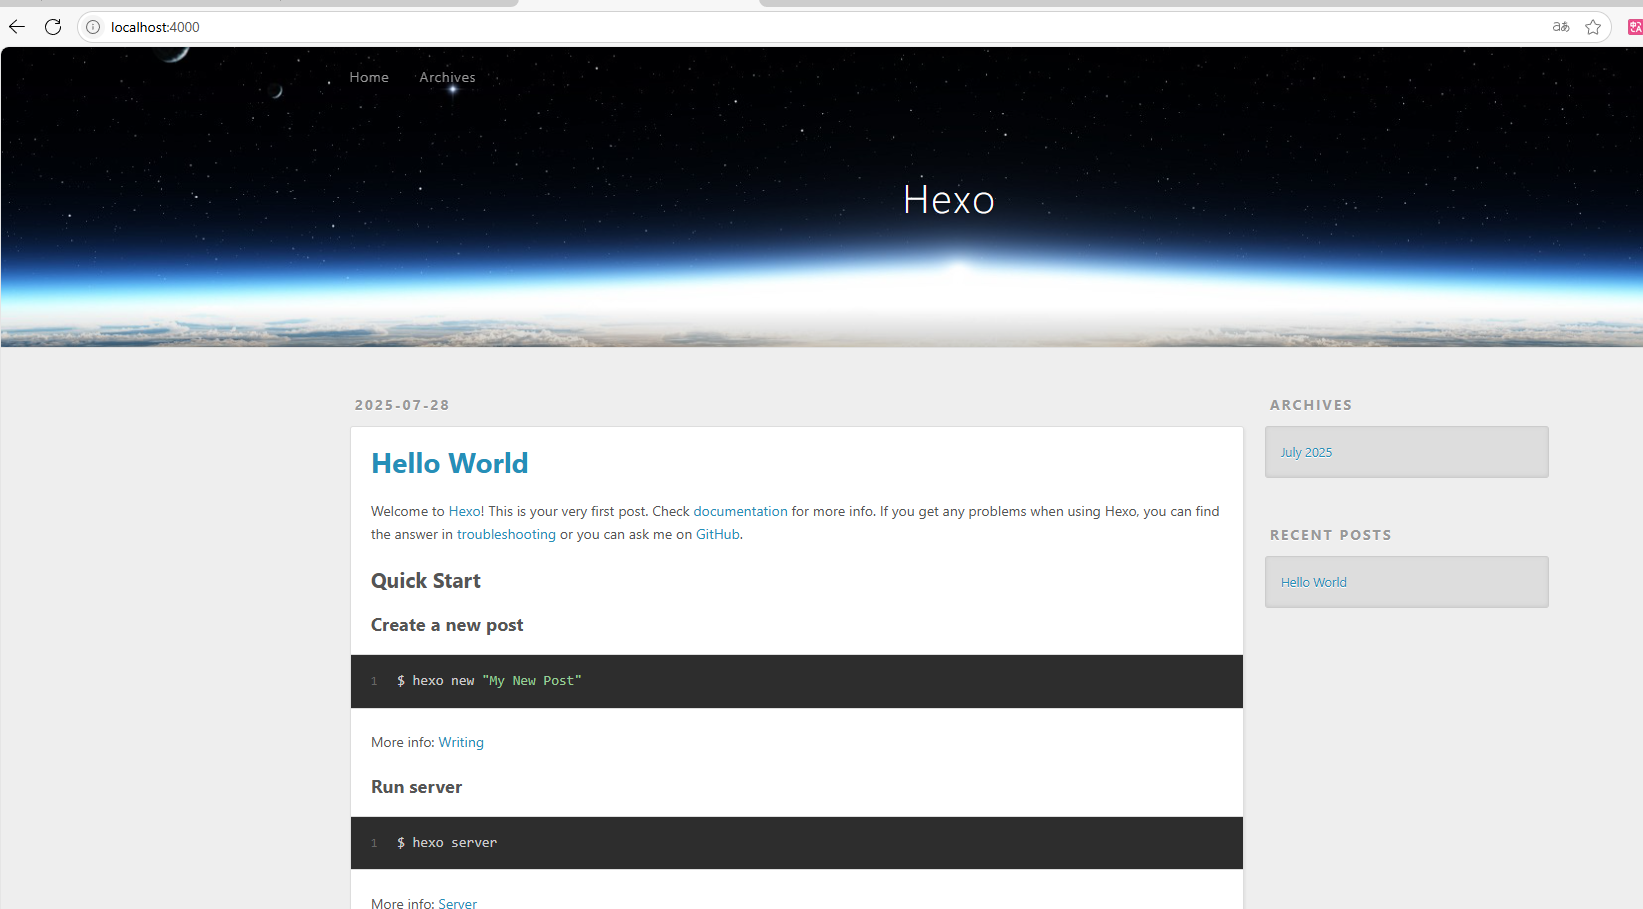 localhost:4000
aあ
Home Archives
Hexo
2025-07-28
Hello World
Welcome to Hexo! This is your very first post. Check documentation for more info. If you get any problems when using Hexo, you can find
the answer in troubleshooting or you can ask me on GitHub.
Quick Start
Create a new post
1 $ hexo new "My New Post"
More info: Writing
Run server
1 $ hexo server
More info: Server
ARCHIVES
July 2025
RECENT POSTS
Hello World